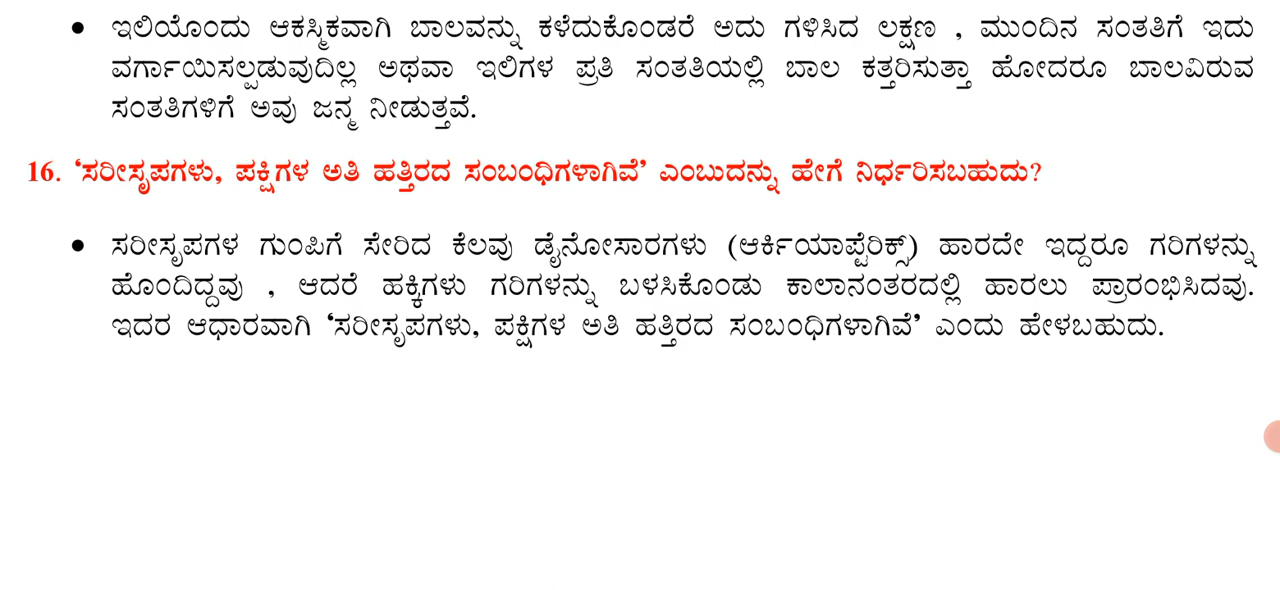 • ಇಲಿಯೊಂದು ಆಕಸ್ಮಿಕವಾಗಿ ಬಾಲವನ್ನು ಕಳೆದುಕೊಂಡರೆ ಅದು ಗಳಿಸಿದ ಲಕ್ಷಣ , ಮುಂದಿನ ಸಂತತಿಗೆ ಇದು
ವರ್ಗಾಯಿಸಲ್ಪಡುವುದಿಲ್ಲ ಅಥವಾ ಇಲಿಗಳ ಪ್ರತಿ ಸಂತತಿಯಲ್ಲಿ ಬಾಲ ಕತ್ತರಿಸುತ್ತಾ ಹೋದರೂ ಬಾಲವಿರುವ
ಸಂತತಿಗಳಿಗೆ ಅವು ಜನ್ಮ ನೀಡುತ್ತವೆ.
16. ‘ಸರೀಸೃಪಗಳು, ಪಕ್ಷಿಗಳ ಅತಿ ಹತ್ತಿರದ ಸಂಬಂಧಿಗಳಾಗಿವೆ’ ಎಂಬುದನ್ನು ಹೇಗೆ ನಿರ್ಧರಿಸಬಹುದು?
• ಸರೀಸೃಪಗಳ ಗುಂಪಿಗೆ ಸೇರಿದ ಕೆಲವು ಡೈನೋಸಾರಗಳು (ಆರ್ಕಿಯಾಪ್ಟೆರಿಕ್ಸ್) ಹಾರದೇ ಇದ್ದರೂ ಗರಿಗಳನ್ನು
ಹೊಂದಿದ್ದವು , ಆದರೆ ಹಕ್ಕಿಗಳು ಗರಿಗಳನ್ನು ಬಳಸಿಕೊಂಡು ಕಾಲಾನಂತರದಲ್ಲಿ ಹಾರಲು ಪ್ರಾರಂಭಿಸಿದವು.
ಇದರ ಆಧಾರವಾಗಿ ‘ಸರೀಸೃಪಗಳು, ಪಕ್ಷಿಗಳ ಅತಿ ಹತ್ತಿರದ ಸಂಬಂಧಿಗಳಾಗಿವೆ’ ಎಂದು ಹೇಳಬಹುದು.